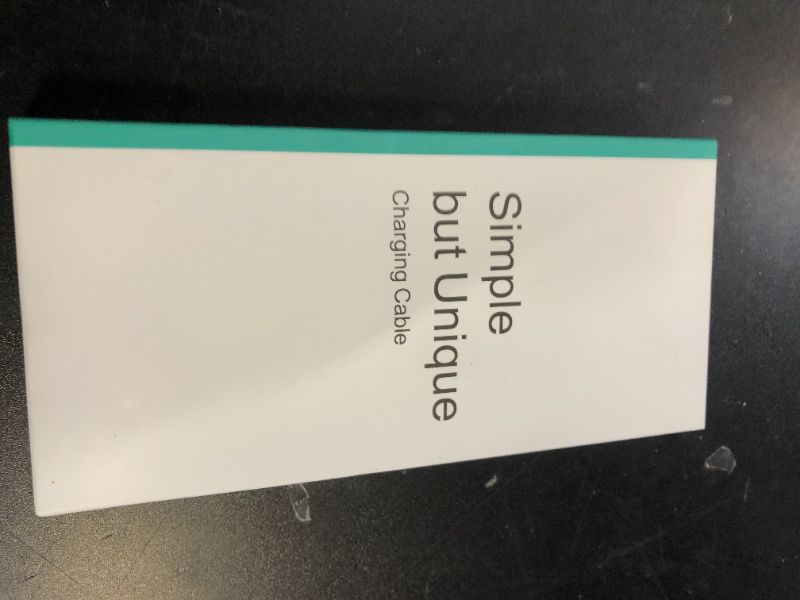 Simple
but Unique
Charging Cable